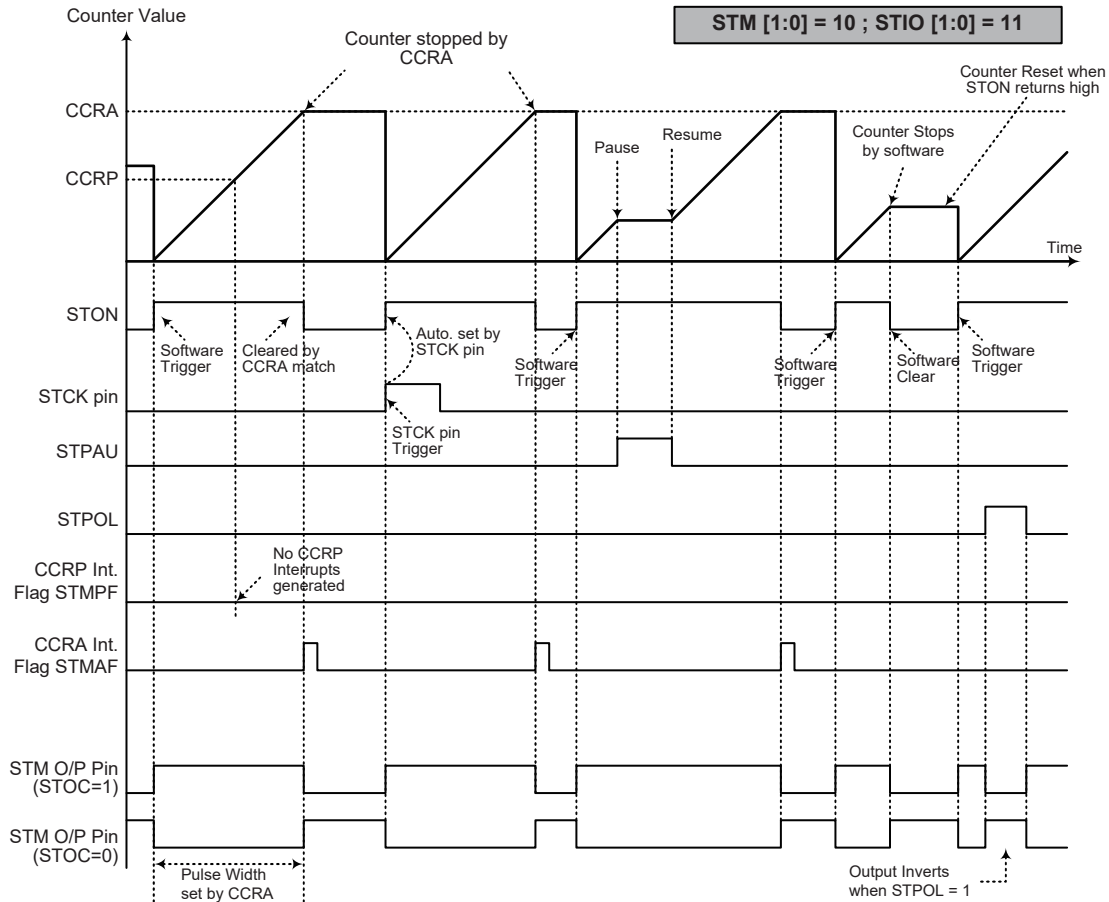 Counter Value
STM [1:0] = 10 ; STIO [1:0] = 11
Counter stopped by
CCRA
Counter Reset when
STON returns high
CCRA
Pause
Resume
Counter Stops
by software
CCRP
Time
STON
Software
Trigger
Cleared by
CCRA match
Auto. set by
STCK pin
Software
Trigger
Software
Trigger
Software
Clear
Software
Trigger
STCK pin
STCK pin
Trigger
STPAU
STPOL
No CCRP
Interrupts
generated
CCRP Int.
Flag STMPF
CCRA Int.
Flag STMAF
STM O/P Pin
(STOC=1)
STM O/P Pin
(STOC=0)
Pulse Width
set by CCRA
Output Inverts
when STPOL = 1